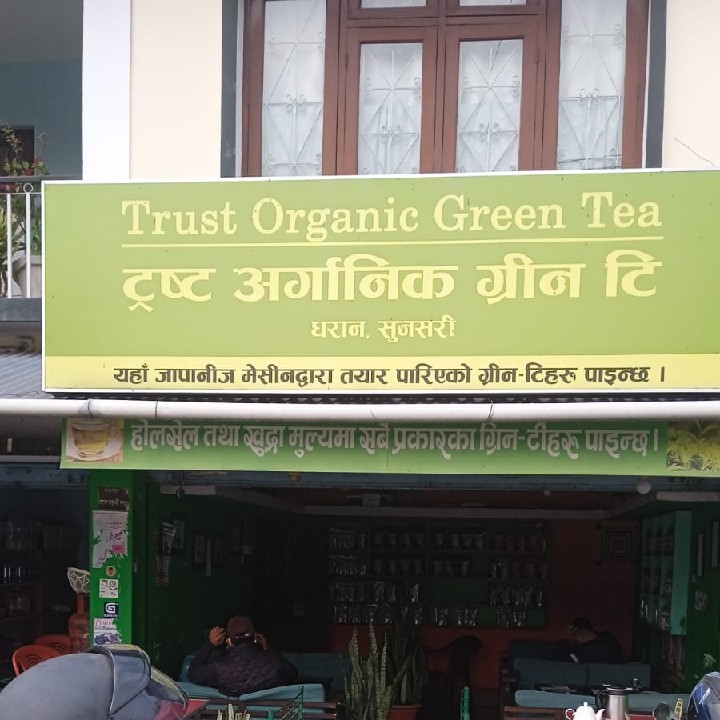 Trust Organic Green Tea
ट्रष्ट अर्गानिक ग्रीन टि
धरान, सुनसरी
यहाँ जापानीज मेसीनद्वारा तयार पारिएको ग्रीन-टिहरू पाइन्छ ।
होलसेल तथा खुद्रा मुल्यमा सबै प्रकारका ग्रिन-टीहरू पाइन्छ ।